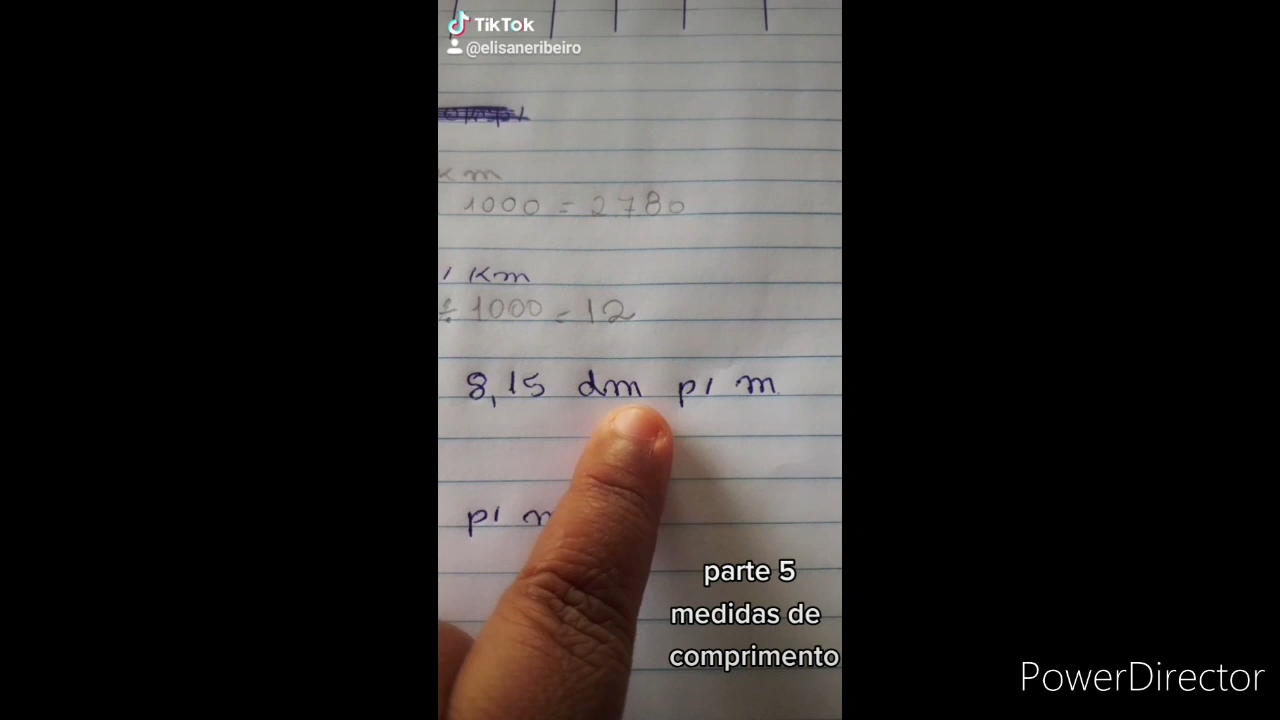 TikTok
@elisaneribeiro
km
1000 = 2780
p/ Km
÷ 1000 = 12
8,15 dm p/ m
p/ m
parte 5
medidas de
comprimento
PowerDirector